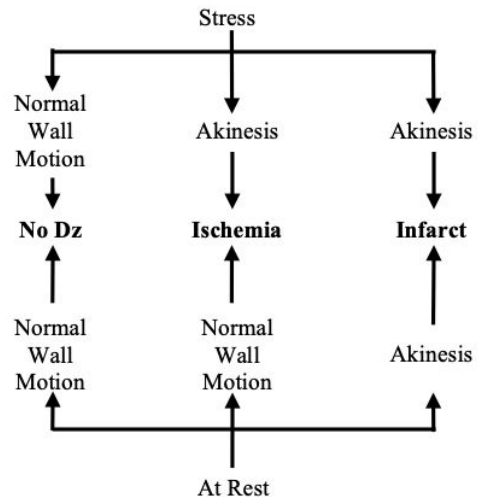 Stress
Normal
Wall
Motion
Akinesis
Akinesis
No Dz
Ischemia
Infarct
Normal
Wall
Motion
Normal
Wall
Motion
Akinesis
At Rest